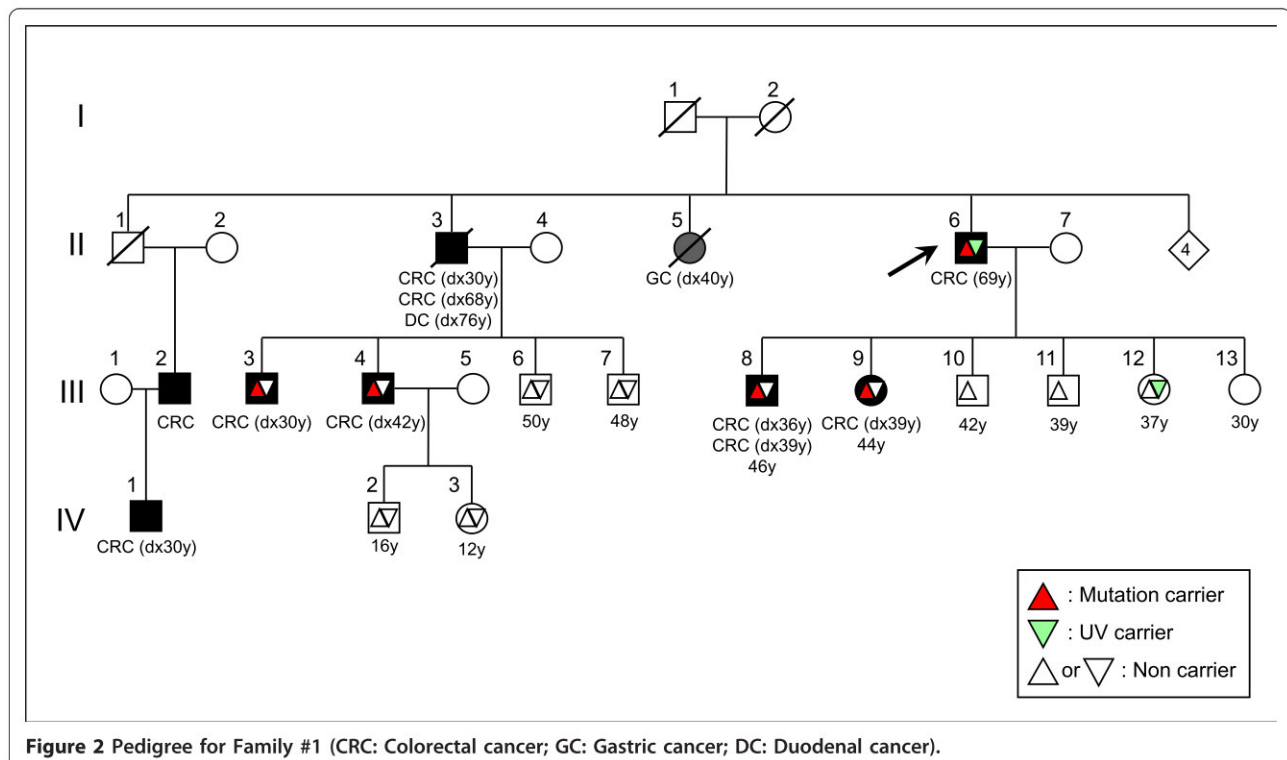 1 2
I
1 2 3 4 5 6 7
II
4
CRC (dx30y) GC (dx40y) CRC (69y)
CRC (dx68y)
DC (dx76y)
1 2 3 4 5 6 7 8 9 10 11 12 13
III
CRC CRC (dx30y) CRC (dx42y) 50y 48y CRC (dx36y) CRC (dx39y) 42y 39y 37y 30y
CRC (dx39y) 44y
46y
1 2 3
IV
CRC (dx30y) 16y 12y
: Mutation carrier
: UV carrier
or : Non carrier
Figure 2 Pedigree for Family #1 (CRC: Colorectal cancer; GC: Gastric cancer; DC: Duodenal cancer).